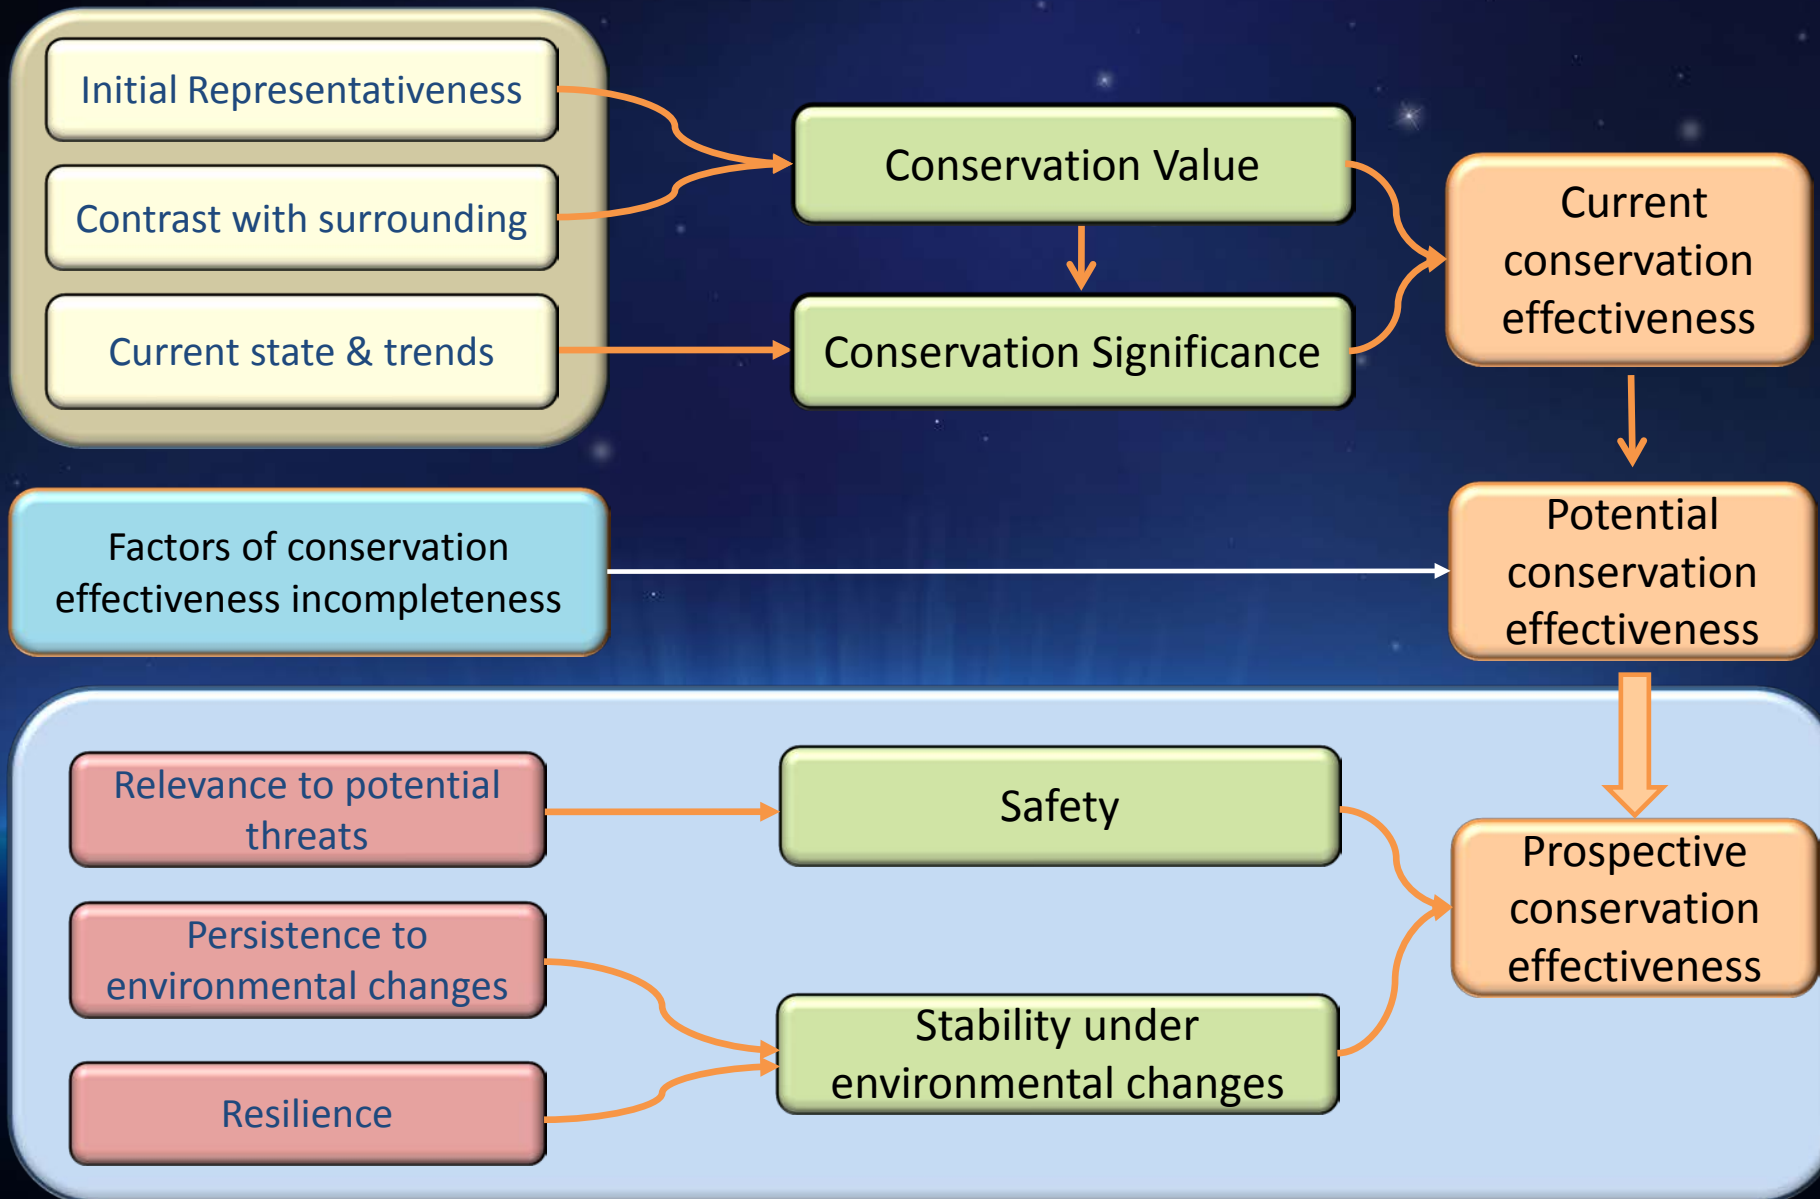 Initial Representativeness
Contrast with surrounding
Current state & trends
Conservation Value
Conservation Significance
Current
conservation
effectiveness
Factors of conservation
effectiveness incompleteness
Potential
conservation
effectiveness
Relevance to potential
threats
Persistence to
environmental changes
Resilience
Safety
Stability under
environmental changes
Prospective
conservation
effectiveness